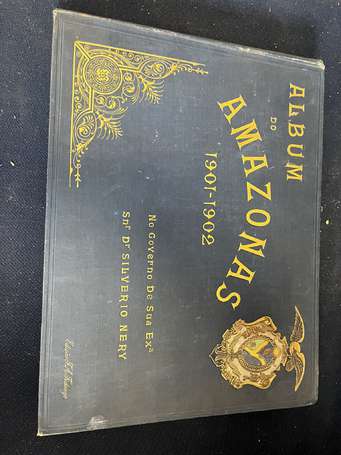 ALBUM
DO
AMAZONAS
1901-1902
No Governo De Sua Exª
Snr Dr SILVERIO NERY